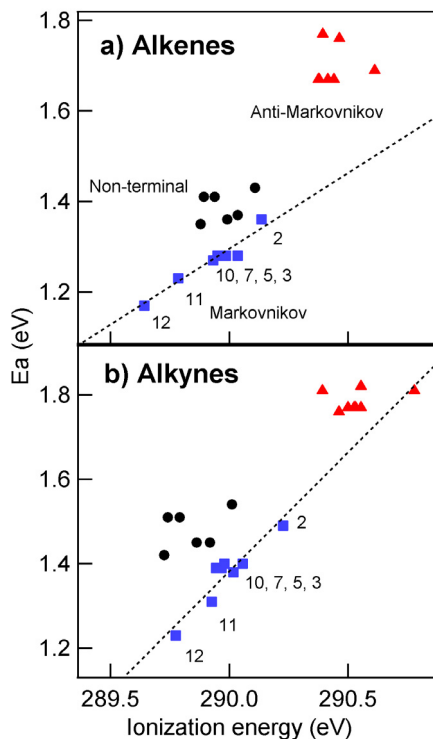 a) Alkenes
Anti-Markovnikov
Non-terminal
2
10, 7, 5, 3
11
Markovnikov
12
1.8
1.6
1.4
1.2
Ea (eV)
b) Alkynes
2
10, 7, 5, 3
11
12
1.8
1.6
1.4
1.2
289.5 290.0 290.5
Ionization energy (eV)